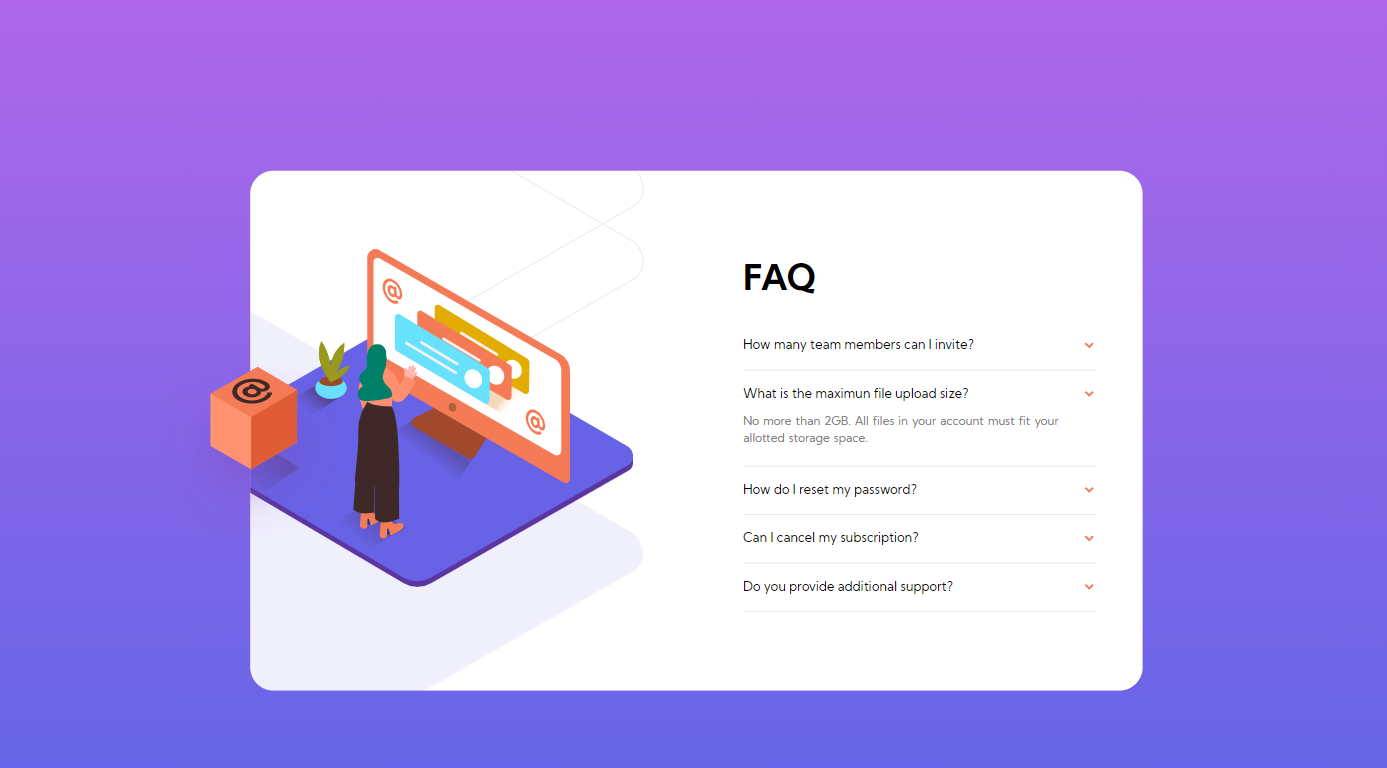 FAQ
How many team members can I invite?
What is the maximun file upload size?
No more than 2GB. All files in your account must fit your
allotted storage space.
How do I reset my password?
Can I cancel my subscription?
Do you provide additional support?
@
@
@